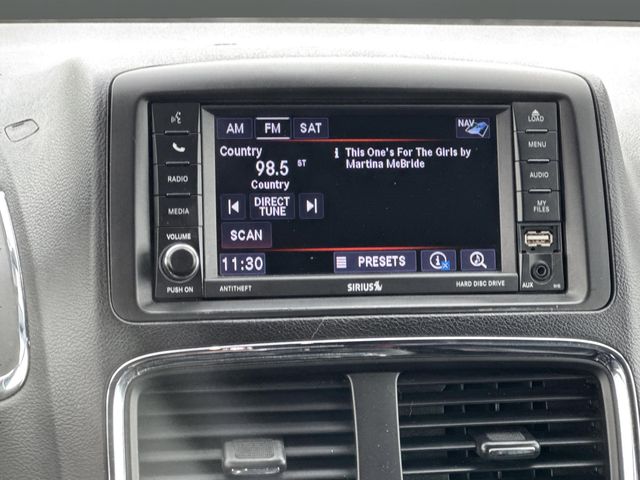 LOAD
AM FM SAT NAV
MENU
Country
This One's For The Girls by
98.5 ST
Martina McBride
RADIO
AUDIO
Country
MEDIA
DIRECT
TUNE
MY
FILES
VOLUME
SCAN
11:30
PRESETS
PUSH ON
ANTITHEFT
SIRIUS
HARD DISC DRIVE
AUX